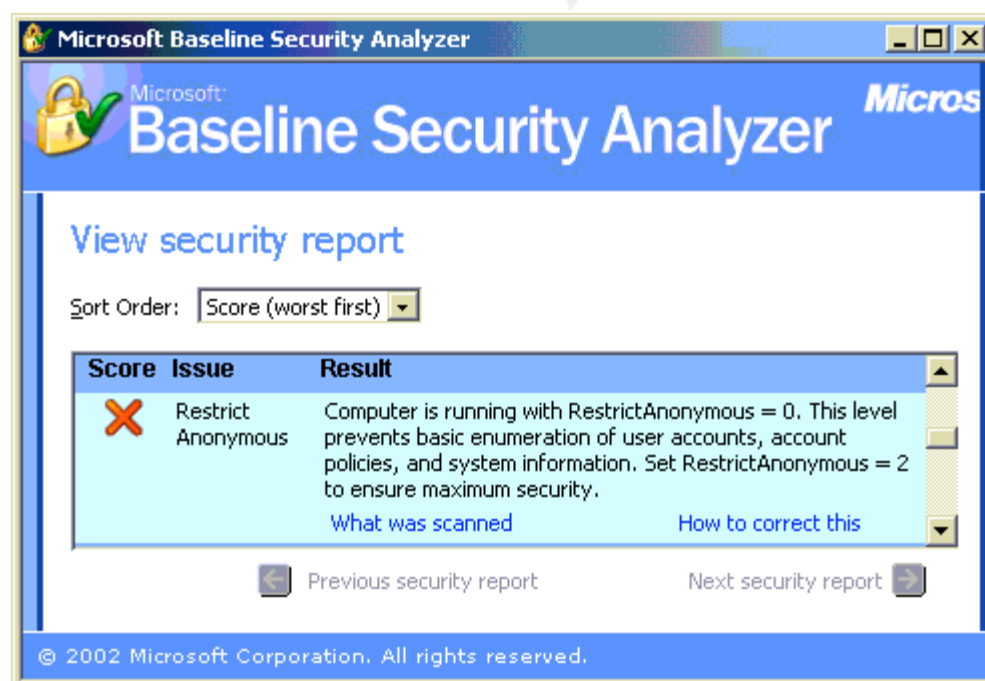 Microsoft Baseline Security Analyzer
Microsoft
Baseline Security Analyzer
Micros
View security report
Sort Order: Score (worst first)
Score Issue Result
Restrict Anonymous
Computer is running with RestrictAnonymous = 0. This level
prevents basic enumeration of user accounts, account
policies, and system information. Set RestrictAnonymous = 2
to ensure maximum security.
What was scanned How to correct this
Previous security report Next security report
© 2002 Microsoft Corporation. All rights reserved.